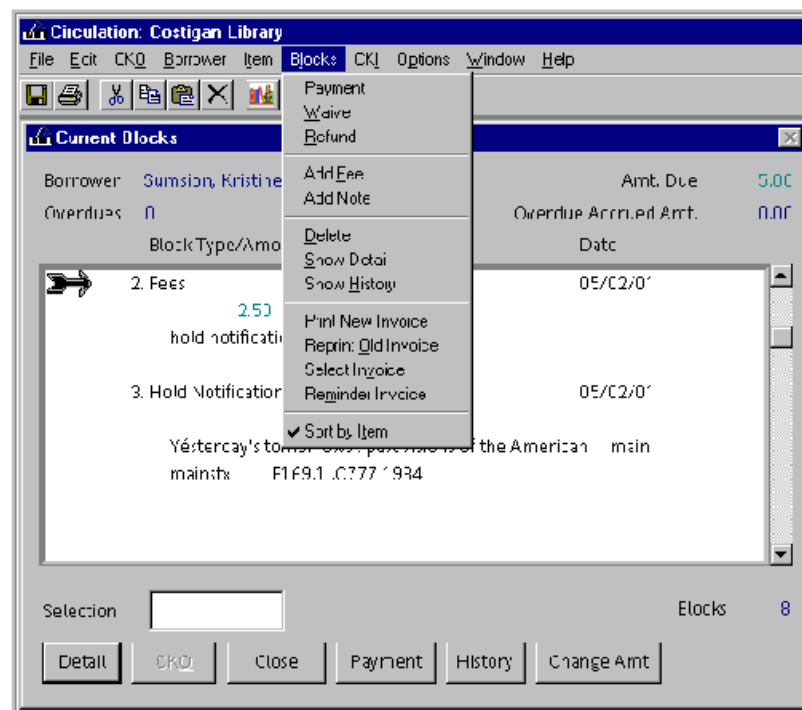 Circulation: Costigan Library
File Edit CKO Borrower Item Blocks CKI Options Window Help
Payment
Waive
Refund
Add Fee
Add Note
Delete
Show Detail
Show History
Print New Invoice
Reprint Old Invoice
Select Invoice
Reminder Invoice
Sort by Item
Current Blocks
Borrower Sumsion, Kristine Amt. Due 5.00
Overdues 0 Overdue Accrued Amt. 0.00
Block Type/Amo Date
2. Fees 05/02/01
2.50
hold notificati
3. Hold Notification 05/02/01
Yesterday's of the American main
mainstx E169.1 .C777 1984
Selection Blocks 8
Detail CKO Close Payment History Change Amt